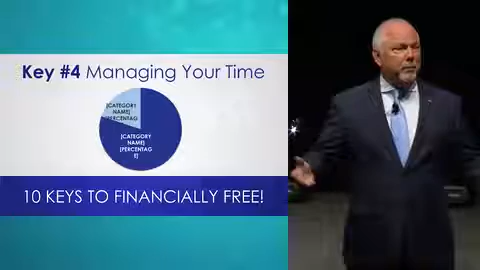 Key #4 Managing Your Time
[CATEGORY
NAME]
[PERCENTAG
[CATEGORY
NAME]
[PERCENTAG
E]
10 KEYS TO FINANCIALLY FREE!